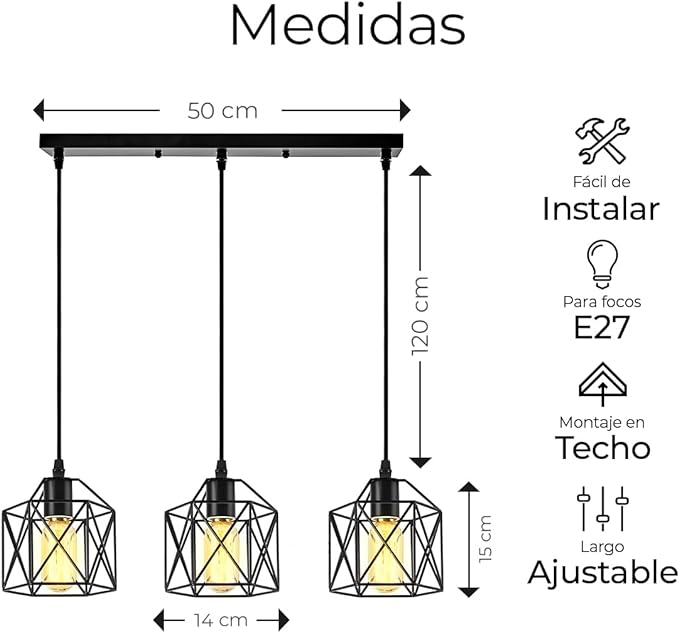 Medidas
50 cm
120 cm
15 cm
14 cm
Fácil de
Instalar
Para focos
E27
Montaje en
Techo
Largo
Ajustable